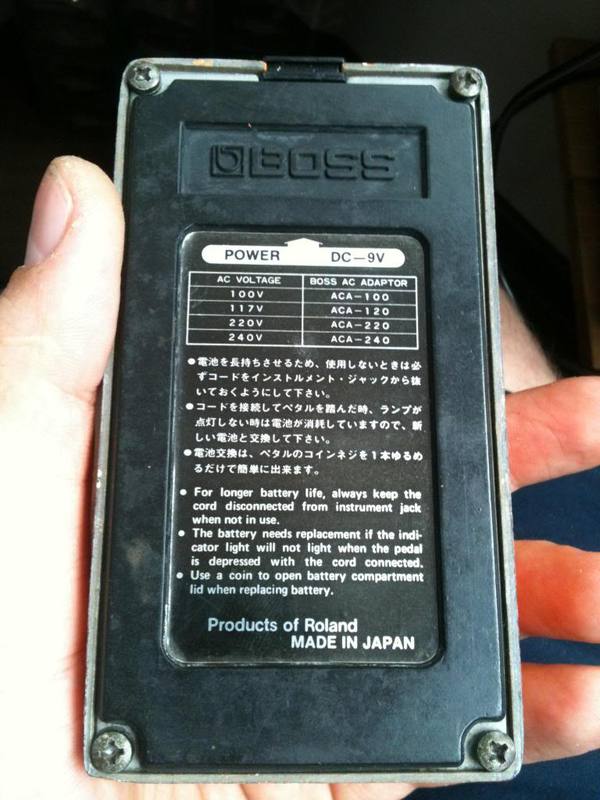 BOSS
POWER DC-9V
AC VOLTAGE BOSS AC ADAPTOR
100V ACA-100
117V ACA-120
220V ACA-220
240V ACA-240
●電池を長持ちさせるため、使用しないときは必
ずコードをインストルメント・ジャックから抜
いておくようにして下さい。
●コードを接続してペタルを踏んだ時、ランプが
点灯しない時は電池が消耗していますので、新
しい電池と交換して下さい。
●電池交換は、ペタルのコインネジを1本ゆるめ
るだけで簡単に出来ます。
● For longer battery life, always keep the
cord disconnected from instrument jack
when not in use.
● The battery needs replacement if the indi-
cator light will not light when the pedal
is depressed with the cord connected.
● Use a coin to open battery compartment
lid when replacing battery.
Products of Roland
MADE IN JAPAN